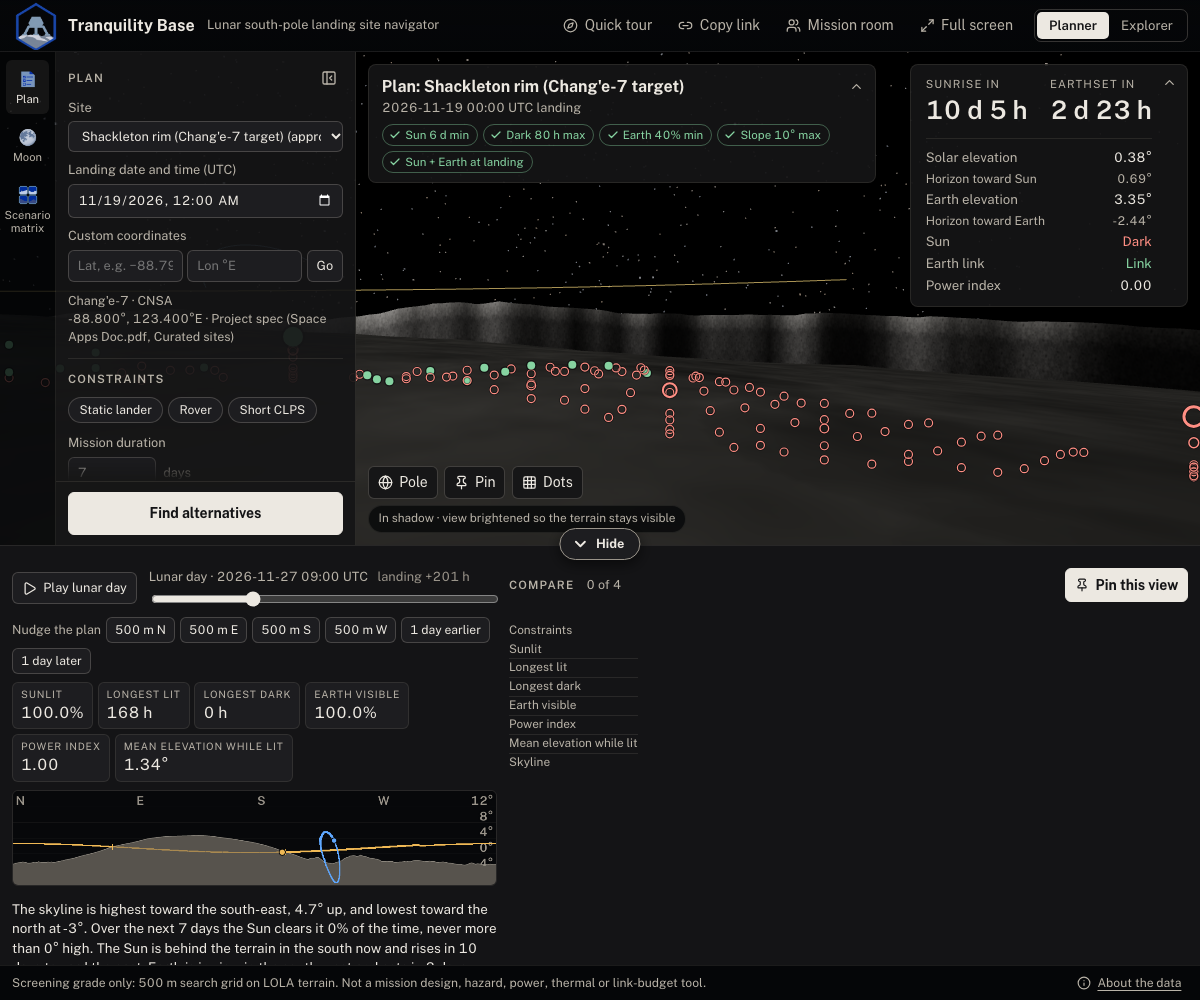 Tranquility Base
Lunar south-pole landing site navigator
Quick tour
Copy link
Mission room
Full screen
Planner
Explorer
Plan
Moon
Scenario
matrix
PLAN
Site
Shackleton rim (Chang'e-7 target) (appro
Landing date and time (UTC)
11/19/2026, 12:00 AM
Custom coordinates
Lat, e.g. −88.79
Lon °E
Go
Chang'e-7 · CNSA
-88.800°, 123.400°E · Project spec (Space
Apps Doc.pdf, Curated sites)
CONSTRAINTS
Static lander
Rover
Short CLPS
Mission duration
7 days
Find alternatives
Plan: Shackleton rim (Chang'e-7 target)
2026-11-19 00:00 UTC landing
Sun 6 d min
Dark 80 h max
Earth 40% min
Slope 10° max
Sun + Earth at landing
SUNRISE IN
10 d 5 h
EARTHSET IN
2 d 23 h
Solar elevation 0.38°
Horizon toward Sun 0.69°
Earth elevation 3.35°
Horizon toward Earth -2.44°
Sun Dark
Earth link Link
Power index 0.00
Pole
Pin
Dots
In shadow · view brightened so the terrain stays visible
Hide
Play lunar day
Lunar day · 2026-11-27 09:00 UTC landing +201 h
Nudge the plan
500 m N
500 m E
500 m S
500 m W
1 day earlier
1 day later
SUNLIT
100.0%
LONGEST LIT
168 h
LONGEST DARK
0 h
EARTH VISIBLE
100.0%
POWER INDEX
1.00
MEAN ELEVATION WHILE LIT
1.34°
N E S W 12°
8°
4°
0°
4°
The skyline is highest toward the south-east, 4.7° up, and lowest toward the
north at -3°. Over the next 7 days the Sun clears it 0% of the time, never more
than 0° high. The Sun is behind the terrain in the south now and rises in 10
COMPARE 0 of 4
Pin this view
Constraints
Sunlit
Longest lit
Longest dark
Earth visible
Power index
Mean elevation while lit
Skyline
Screening grade only: 500 m search grid on LOLA terrain. Not a mission design, hazard, power, thermal or link-budget tool.
About the data